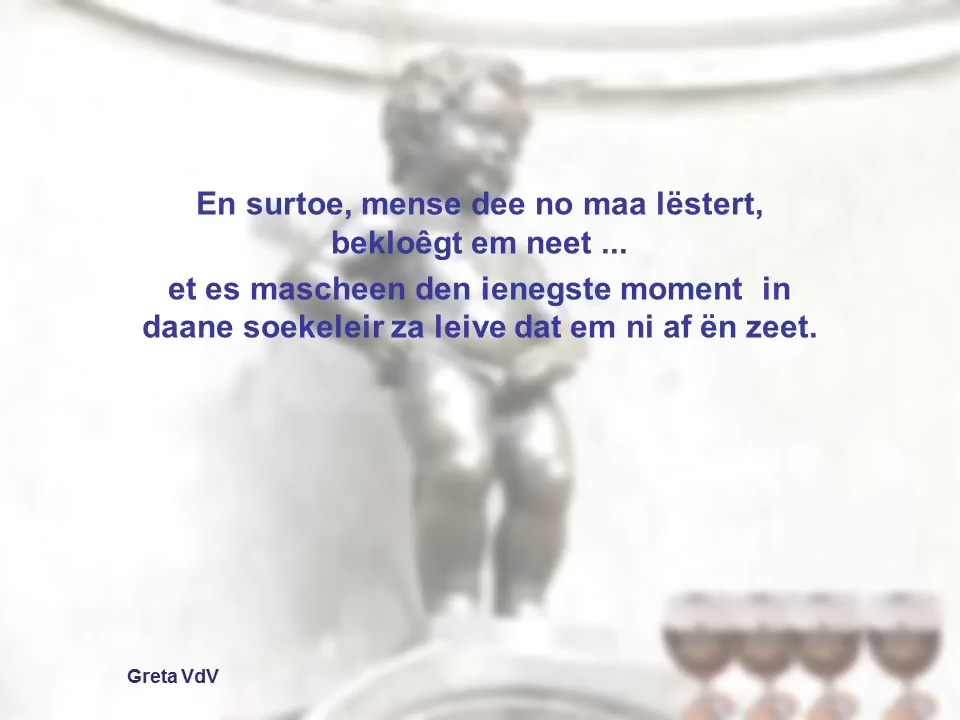 En surtoe, mense dee no maa lëstert,
bekloêgt em neet ...
et es mascheen den ienegste moment  in
daane soekeleir za leive dat em ni af ën zeet.
Greta VdV